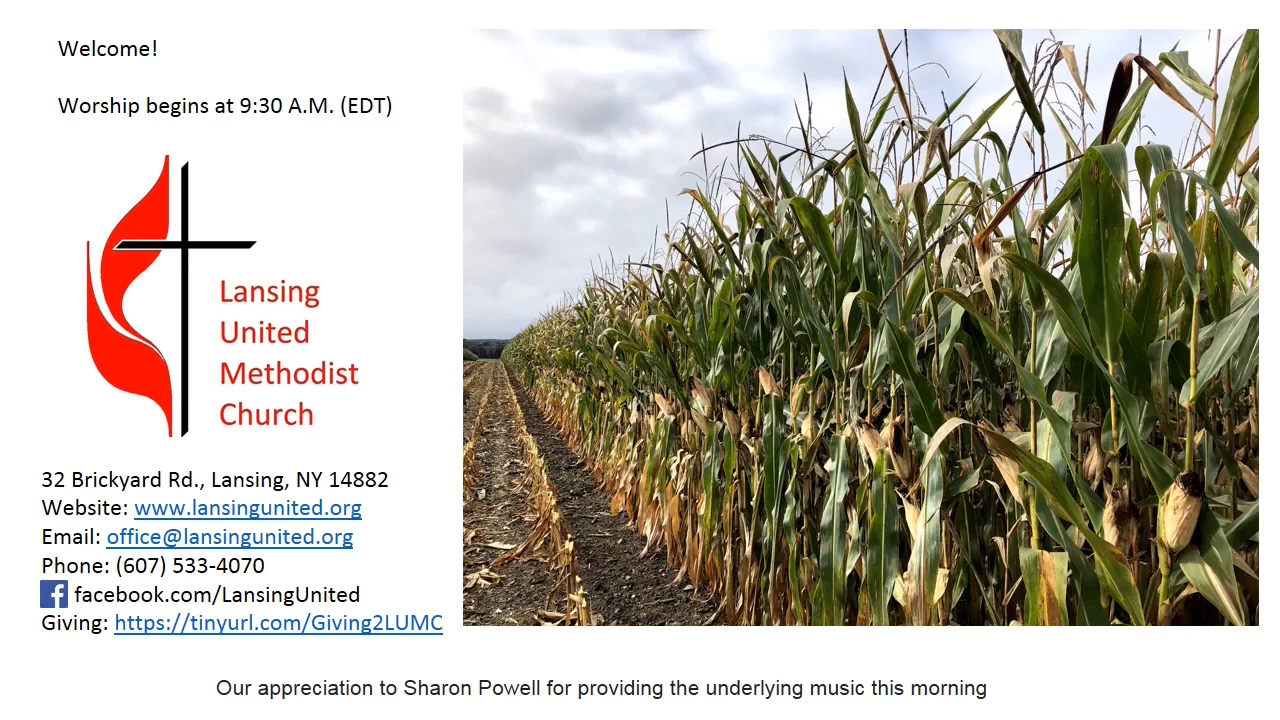 Welcome!
Worship begins at 9:30 A.M. (EDT)
Lansing
United
Methodist
Church
32 Brickyard Rd., Lansing, NY 14882
Website: www.lansingunited.org
Email: office@lansingunited.org
Phone: (607) 533-4070
facebook.com/LansingUnited
Giving: https://tinyurl.com/Giving2LUMC
Our appreciation to Sharon Powell for providing the underlying music this morning